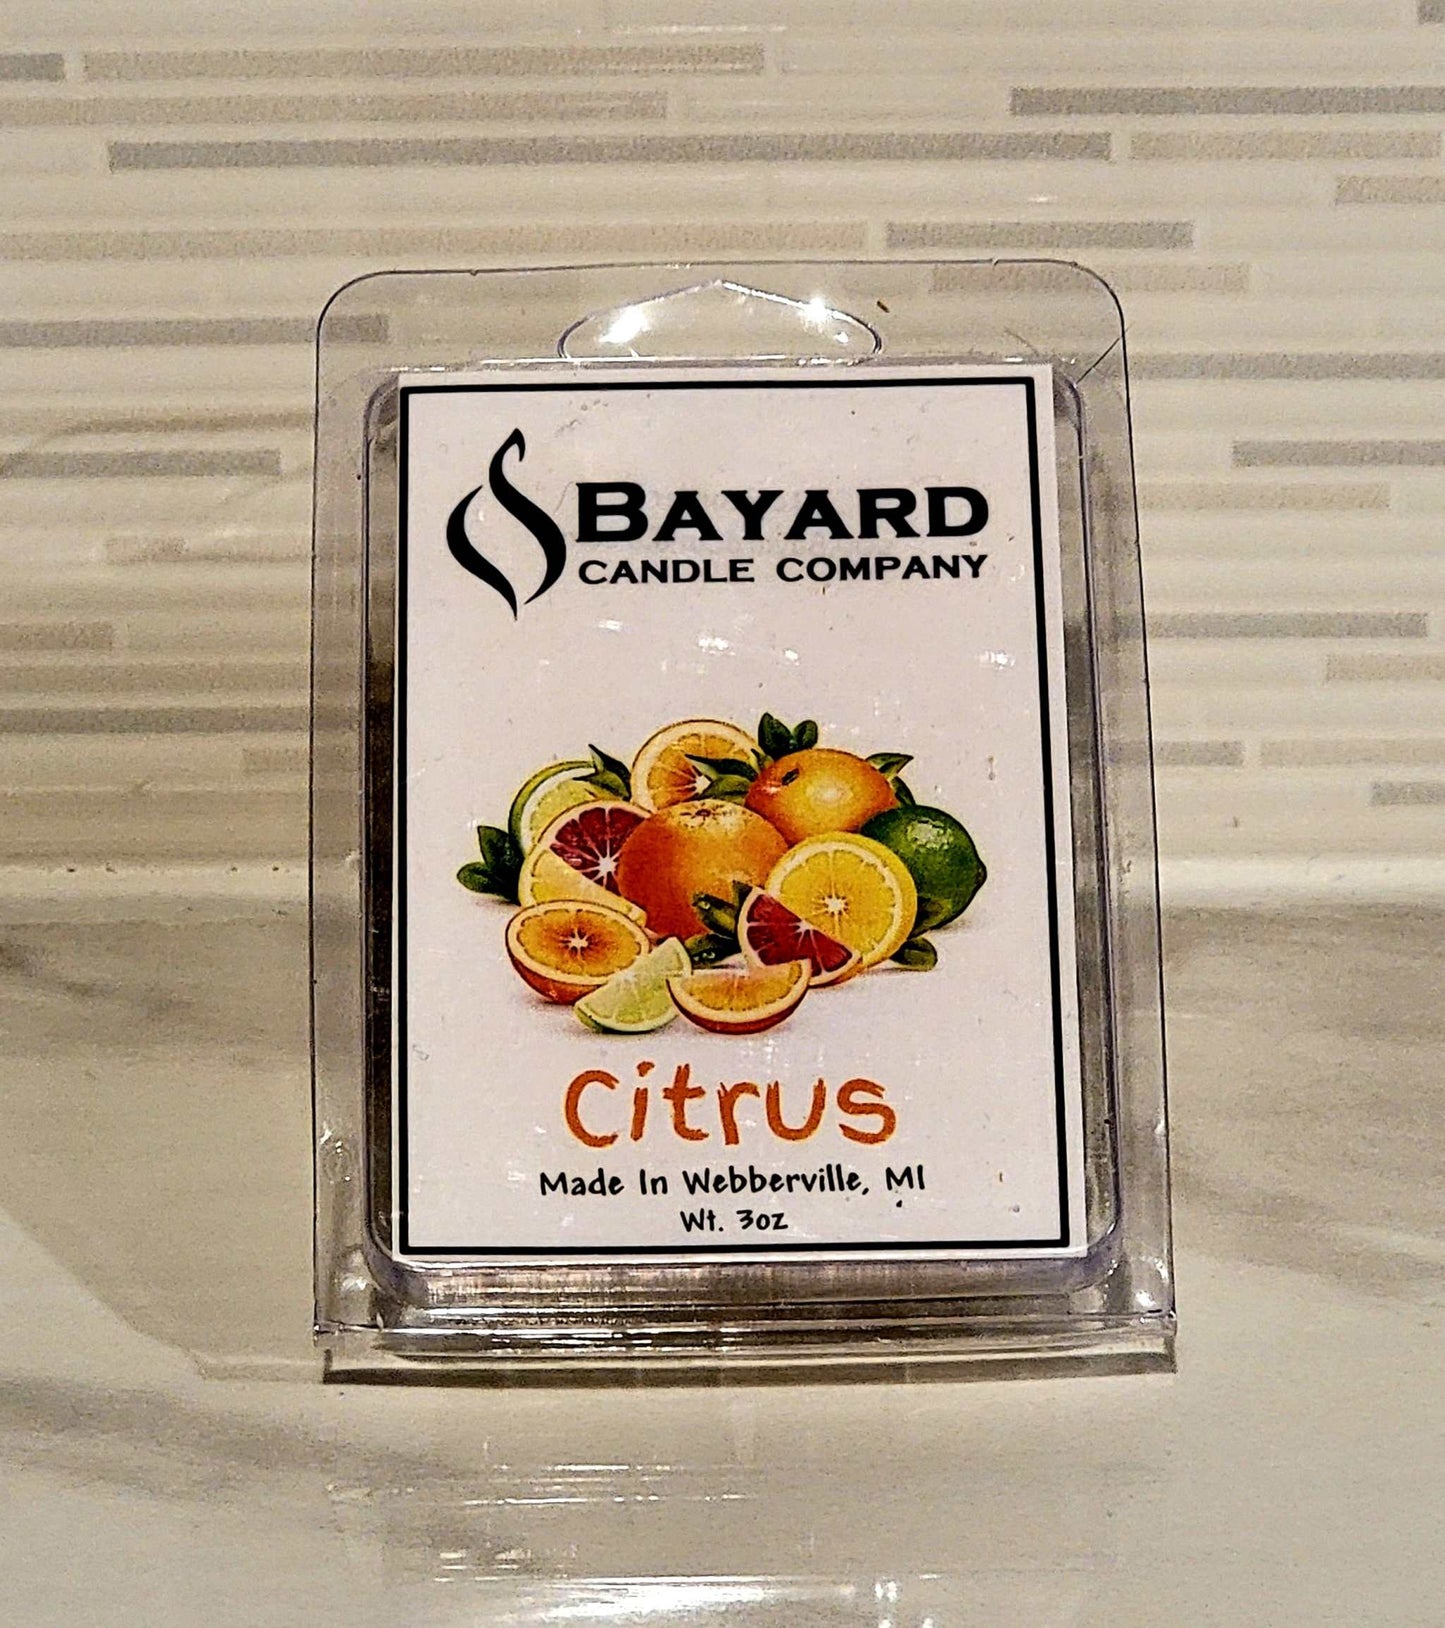 BAYARD
CANDLE COMPANY
Citrus
Made In Webberville, MI
Wt. 3oz